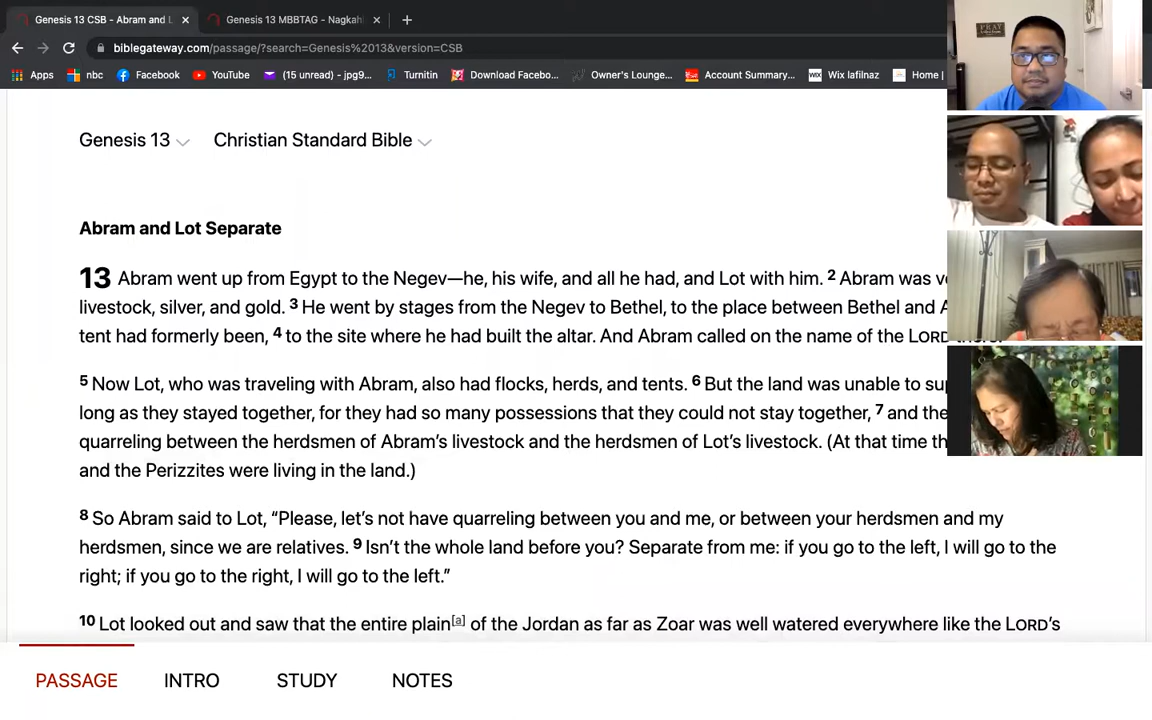 Genesis 13 CSB - Abram and L
Genesis 13 MBBTAG - Nagkah
biblegateway.com/passage/?search=Genesis%2013&version=CSB
Apps nbc Facebook YouTube (15 unread) - jpg9... Turnitin Download Facebo... Owner's Lounge... Account Summary... Wix lafilnaz Home |
PRAY
Genesis 13 Christian Standard Bible
Abram and Lot Separate
13 Abram went up from Egypt to the Negev—he, his wife, and all he had, and Lot with him. 2 Abram was
livestock, silver, and gold. 3 He went by stages from the Negev to Bethel, to the place between Bethel and
tent had formerly been, 4 to the site where he had built the altar. And Abram called on the name of the LORD there.
5 Now Lot, who was traveling with Abram, also had flocks, herds, and tents. 6 But the land was unable to
long as they stayed together, for they had so many possessions that they could not stay together, 7 and
quarreling between the herdsmen of Abram's livestock and the herdsmen of Lot's livestock. (At that time
and the Perizzites were living in the land.)
8 So Abram said to Lot, “Please, let's not have quarreling between you and me, or between your herdsmen and my
herdsmen, since we are relatives. 9 Isn't the whole land before you? Separate from me: if you go to the left, I will go to the
right; if you go to the right, I will go to the left.”
10 Lot looked out and saw that the entire plain[a] of the Jordan as far as Zoar was well watered everywhere like the LORD's
PASSAGE INTRO STUDY NOTES